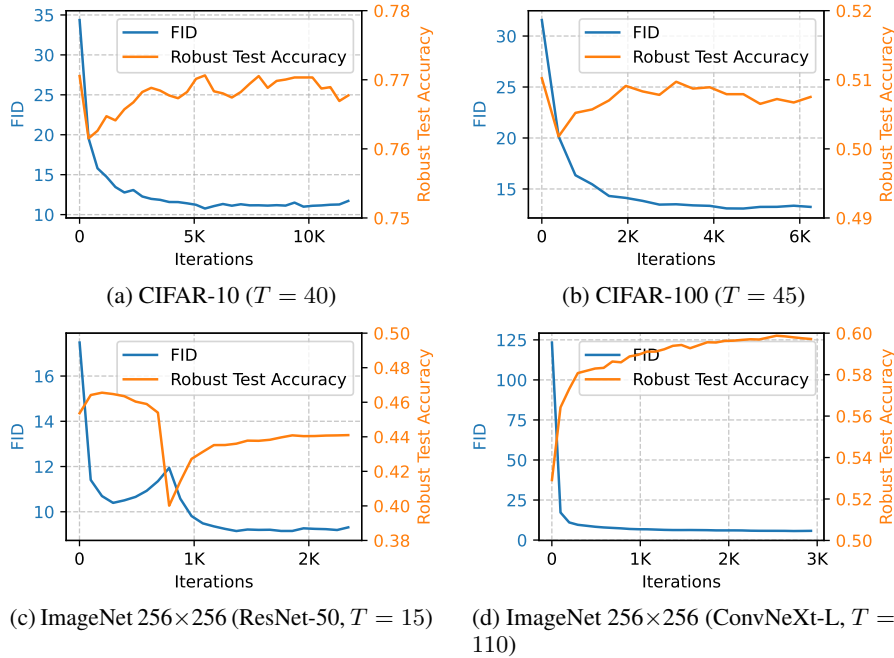 35
30
25
20
15
10
FID
0.78
0.77
0.76
0.75
Robust Test Accuracy
FID
Robust Test Accuracy
0
5K
10K
Iterations
(a) CIFAR-10 (T = 40)
30
25
20
15
FID
0.52
0.51
0.50
0.49
Robust Test Accuracy
FID
Robust Test Accuracy
0
2K
4K
6K
Iterations
(b) CIFAR-100 (T = 45)
16
14
12
10
FID
0.50
0.48
0.46
0.44
0.42
0.40
0.38
Robust Test Accuracy
FID
Robust Test Accuracy
0
1K
2K
Iterations
(c) ImageNet 256×256 (ResNet-50, T = 15)
125
100
75
50
25
0
FID
0.60
0.58
0.56
0.54
0.52
0.50
Robust Test Accuracy
FID
Robust Test Accuracy
0
1K
2K
3K
Iterations
(d) ImageNet 256×256 (ConvNeXt-L, T =
110)